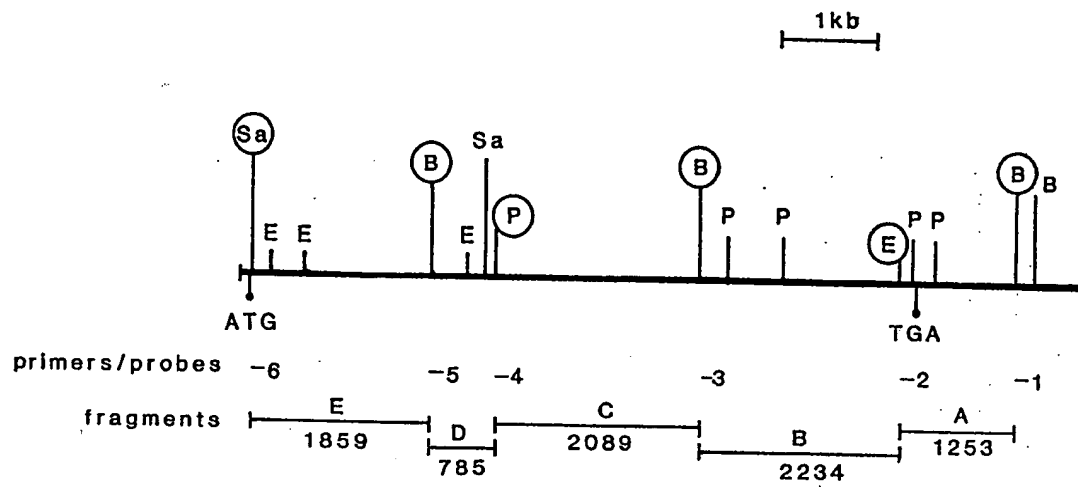 1kb
Sa B Sa P B B B
E E E P P E P P
ATG TGA
primers/probes -6 -5 -4 -3 -2 -1
fragments E D C B A
1859 785 2089 2234 1253